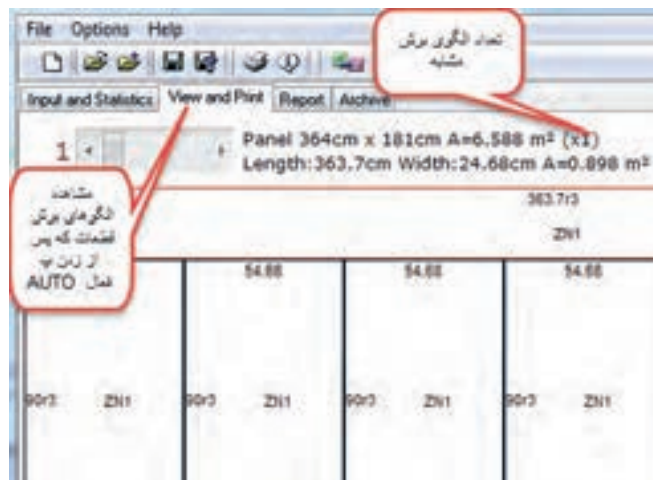 File Options Help
تعداد الگوی برش
مشابه
Input and Statistics View and Print Report Archive
1
Panel 364cm x 181cm A=6.588 m² (x1)
Length:363.7cm Width:24.68cm A=0.898 m²
مشاهده
الگوهای برش
قطعات که پس
از زدن
فعال AUTO
363.7r3
ZN1
54.68 54.68 54.68
90r3 ZN1 90r3 ZN1 90r3 ZN1 90r3 ZN1